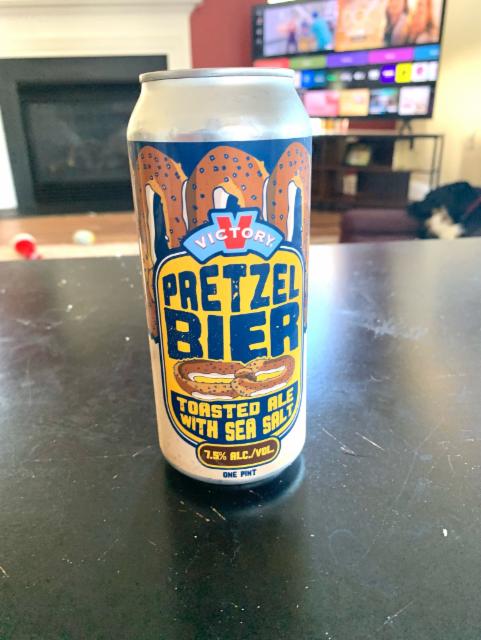 VICTORY
PRETZEL
BIER
TOASTED ALE
WITH SEA SALT
7.5% ALC./VOL.
ONE PINT